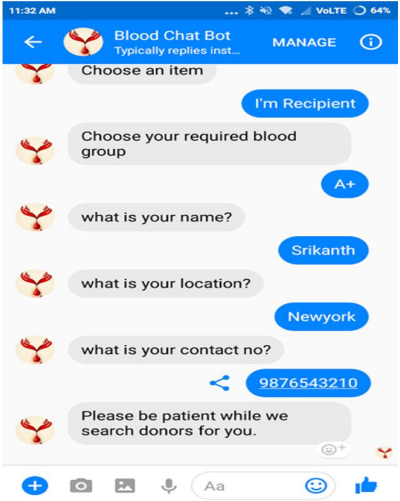 11:32 AM ... VoLTE 64%
Blood Chat Bot
Typically replies inst...
MANAGE
Choose an item
I'm Recipient
Choose your required blood
group
A+
what is your name?
Srikanth
what is your location?
Newyork
what is your contact no?
9876543210
Please be patient while we
search donors for you.
Aa